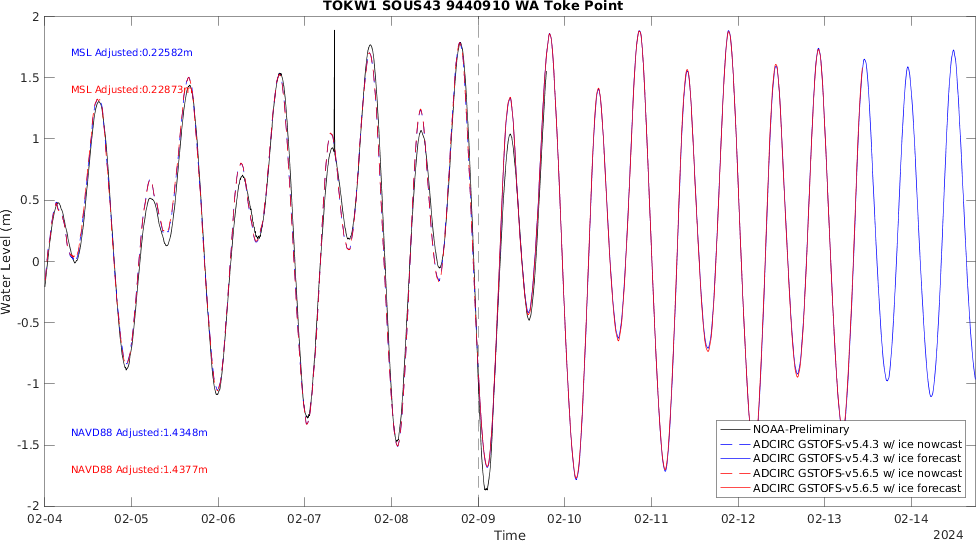 TOKW1 SOUS43 9440910 WA Toke Point
2
1.5
1
0.5
0
-0.5
-1
-1.5
-2
Water Level (m)
MSL Adjusted:0.22582m
MSL Adjusted:0.22873m
NAVD88 Adjusted:1.4348m
NAVD88 Adjusted:1.4377m
NOAA-Preliminary
ADCIRC GSTOFS-v5.4.3 w/ ice nowcast
ADCIRC GSTOFS-v5.4.3 w/ ice forecast
ADCIRC GSTOFS-v5.6.5 w/ ice nowcast
ADCIRC GSTOFS-v5.6.5 w/ ice forecast
02-04 02-05 02-06 02-07 02-08 02-09 02-10 02-11 02-12 02-13 02-14
Time
2024